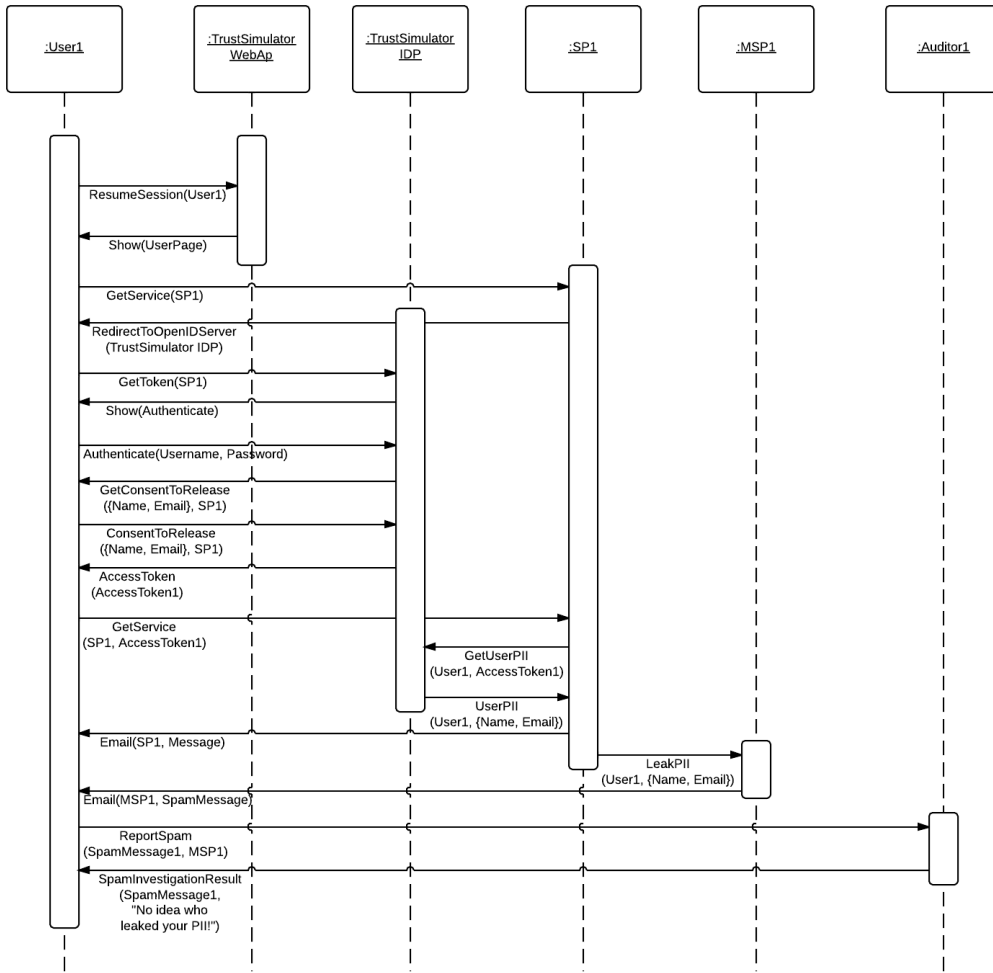 :User1
:TrustSimulator
WebAp
:TrustSimulator
IDP
:SP1
:MSP1
:Auditor1
ResumeSession(User1)
Show(UserPage)
GetService(SP1)
RedirectToOpenIDServer
(TrustSimulator IDP)
GetToken(SP1)
Show(Authenticate)
Authenticate(Username, Password)
GetConsentToRelease
({Name, Email}, SP1)
ConsentToRelease
({Name, Email}, SP1)
AccessToken
(AccessToken1)
GetService
(SP1, AccessToken1)
GetUserPII
(User1, AccessToken1)
UserPII
(User1, {Name, Email})
Email(SP1, Message)
LeakPII
(User1, {Name, Email})
Email(MSP1, SpamMessage)
ReportSpam
(SpamMessage1, MSP1)
SpamInvestigationResult
(SpamMessage1,
"No idea who
leaked your PII!")